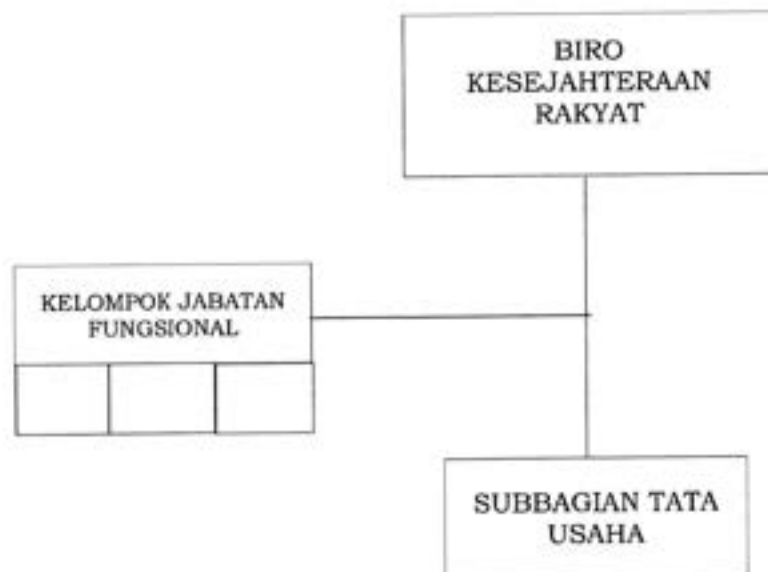 BIRO
KESEJAHTERAAN
RAKYAT
KELOMPOK JABATAN
FUNGSIONAL
SUBBAGIAN TATA
USAHA